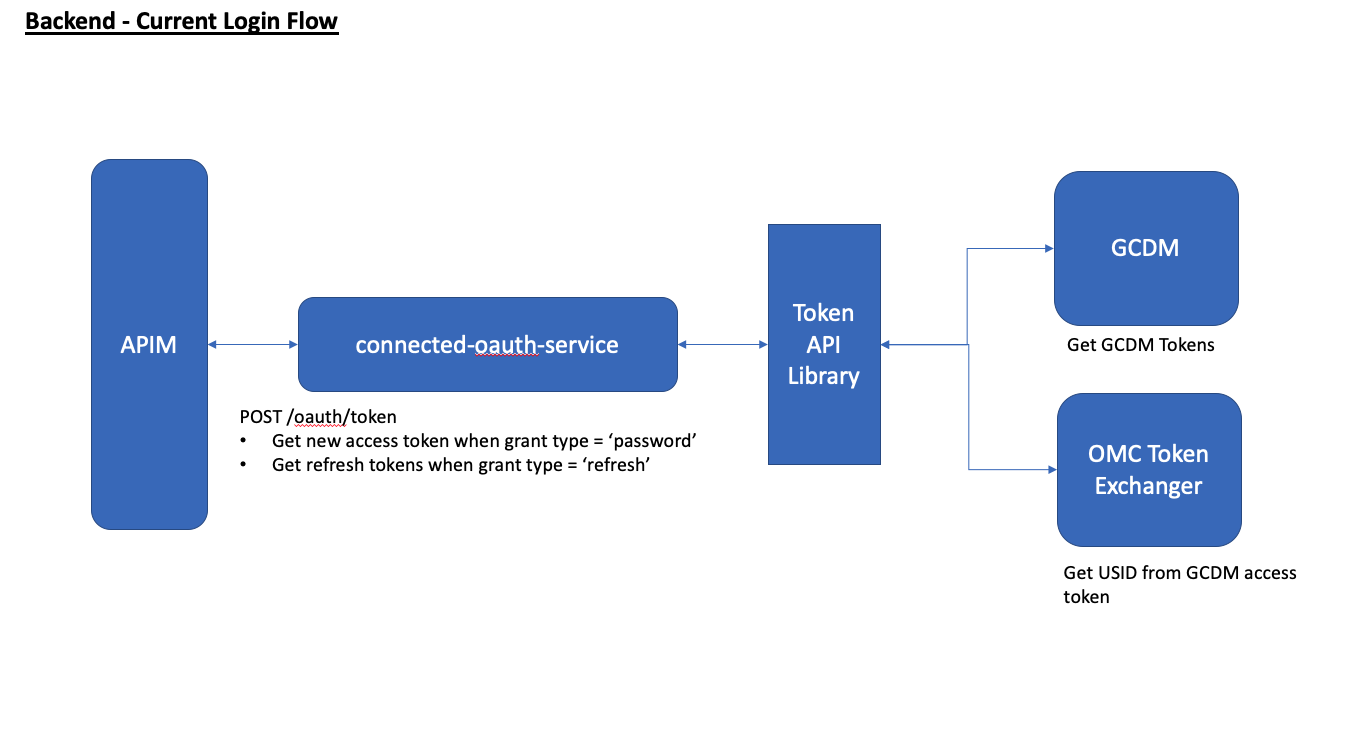 Backend - Current Login Flow
APIM
connected-oauth-service
POST /oauth/token
• Get new access token when grant type = ‘password’
• Get refresh tokens when grant type = ‘refresh’
Token
API
Library
GCDM
Get GCDM Tokens
OMC Token
Exchanger
Get USID from GCDM access
token